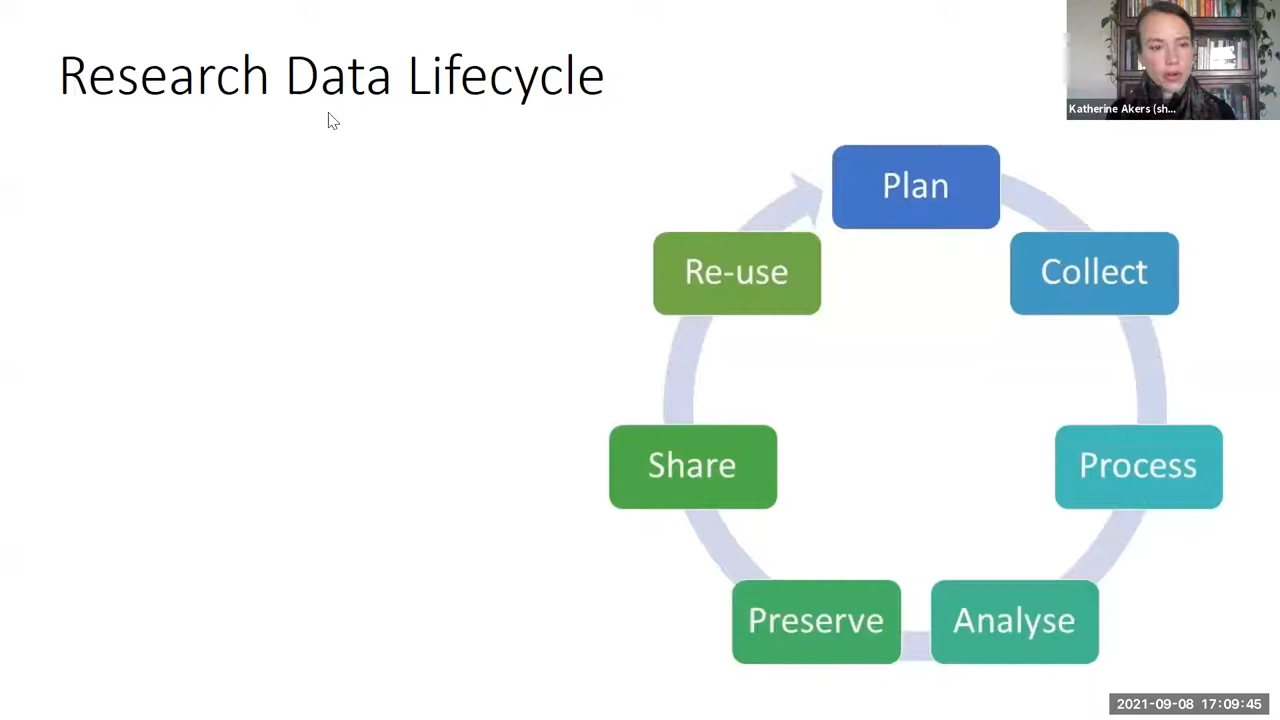 Research Data Lifecycle
Katherine Akers (sh...
Plan
Re-use
Collect
Share
Process
Preserve
Analyse
2021-09-08 17:09:45